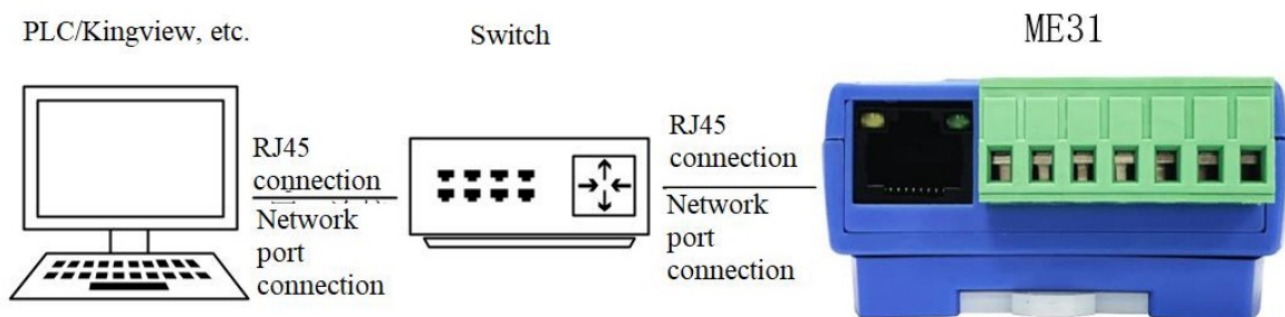 PLC/Kingview, etc.
Switch
ME31
RJ45
connection
Network
port
connection
RJ45
connection
Network
port
connection